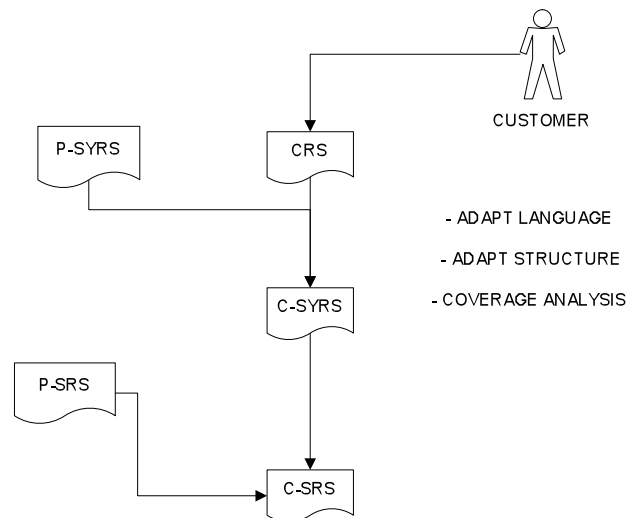 CUSTOMER
P-SYRS
CRS
- ADAPT LANGUAGE
- ADAPT STRUCTURE
- COVERAGE ANALYSIS
C-SYRS
P-SRS
C-SRS